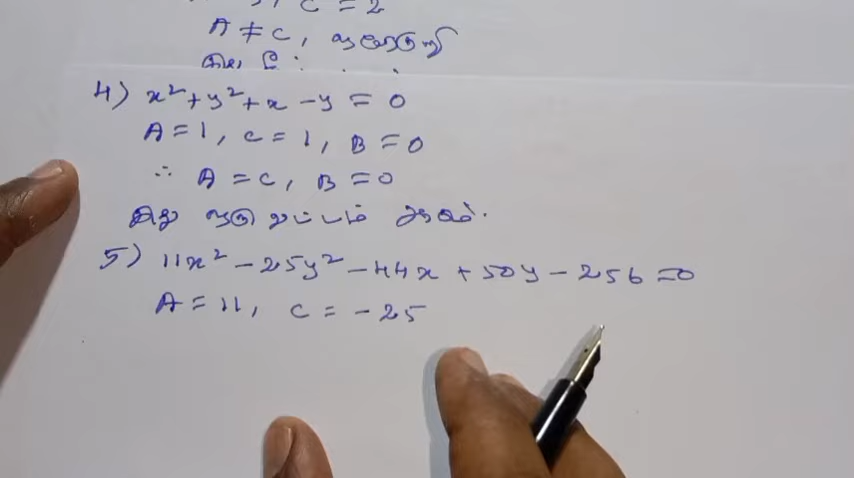 C = 2
A ≠ C,
4) x² + y² + x - y = 0
A = 1, C = 1, B = 0
∴ A = C, B = 0
இது ஒரு வட்டம் ஆகும்.
5) 11x² - 25y² - 44x + 50y - 256 = 0
A = 11, C = - 25